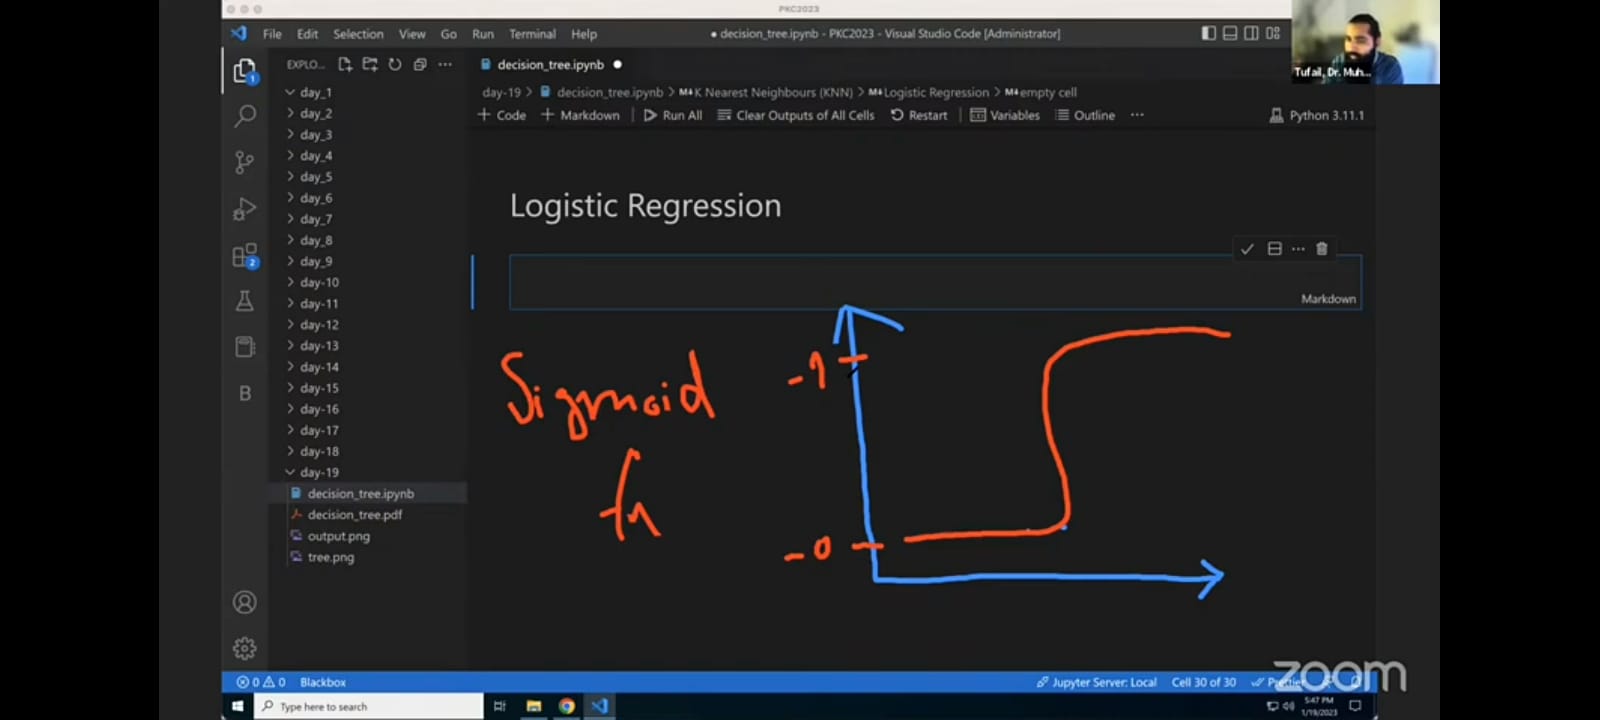 PKC2023
File Edit Selection View Go Run Terminal Help
● decision_tree.ipynb - PKC2023 - Visual Studio Code [Administrator]
Tufail, Dr. Muh...
EXPLO... ...
decision_tree.ipynb ●
day-19 > decision_tree.ipynb > M↓K Nearest Neighbours (KNN) > M↓Logistic Regression > M↓empty cell
+ Code + Markdown Run All Clear Outputs of All Cells Restart Variables Outline ... Python 3.11.1
day_1
day_2
day_3
day_4
day_5
day_6
day_7
day_8
day_9
day-10
day-11
day-12
day-13
day-14
day-15
day-16
day-17
day-18
day-19
decision_tree.ipynb
decision_tree.pdf
output.png
tree.png
1
2
B
Logistic Regression
...
Markdown
Sigmoid
fn
-1
-0
0 0 Blackbox
Jupyter Server: Local Cell 30 of 30 Prettier
zoom
Type here to search
5:47 PM
1/19/2023